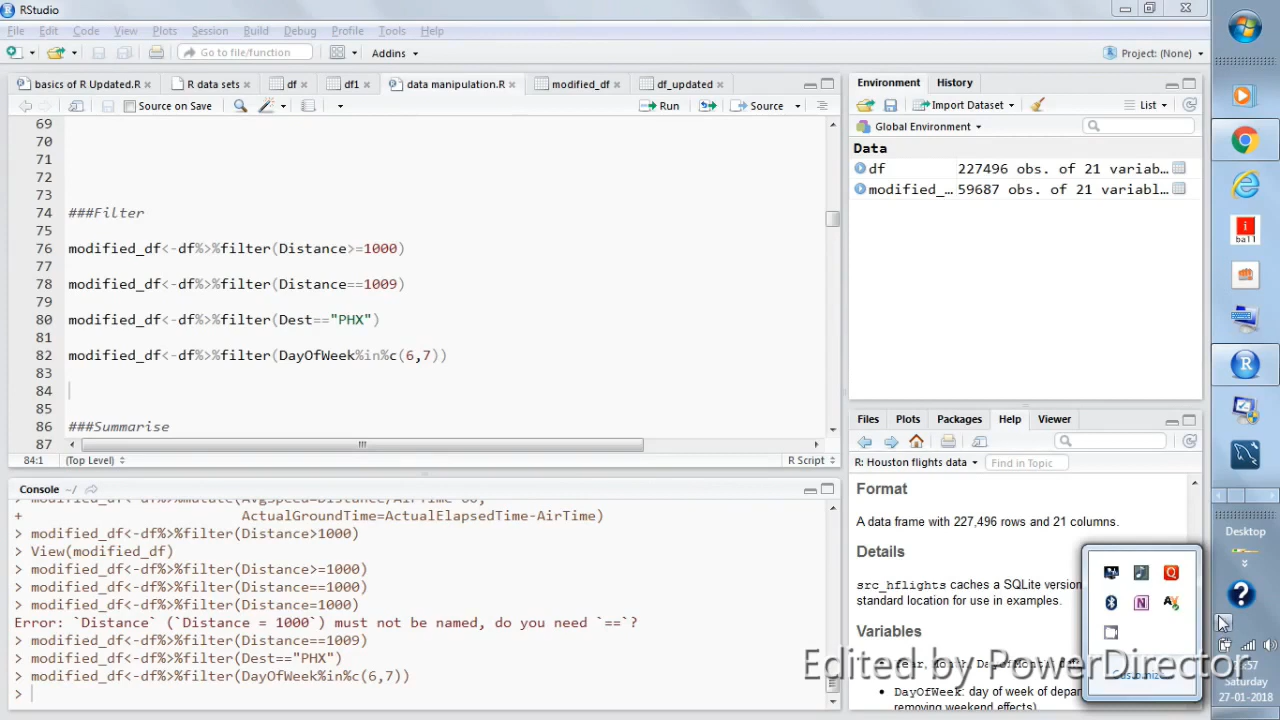 RStudio
File Edit Code View Plots Session Build Debug Profile Tools Help
Go to file/function Addins Project: (None)
basics of R Updated.R R data sets df df1 data manipulation.R modified_df df_updated
Source on Save Run Source
69
70
71
72
73
74 ###Filter
75
76 modified_df<-df%>%filter(Distance>=1000)
77
78 modified_df<-df%>%filter(Distance==1009)
79
80 modified_df<-df%>%filter(Dest=="PHX")
81
82 modified_df<-df%>%filter(DayOfWeek%in%c(6,7))
83
84
85
86 ###Summarise
87
84:1 (Top Level) R Script
Console ~/
+ ActualGroundTime=ActualElapsedTime-AirTime)
> modified_df<-df%>%filter(Distance>1000)
> View(modified_df)
> modified_df<-df%>%filter(Distance>=1000)
> modified_df<-df%>%filter(Distance==1000)
> modified_df<-df%>%filter(Distance=1000)
Error: `Distance` (`Distance = 1000`) must not be named, do you need `==`?
> modified_df<-df%>%filter(Distance==1009)
> modified_df<-df%>%filter(Dest=="PHX")
> modified_df<-df%>%filter(DayOfWeek%in%c(6,7))
>
Environment History
Import Dataset List
Global Environment
Data
df 227496 obs. of 21 variab…
modified_… 59687 obs. of 21 variabl…
Files Plots Packages Help Viewer
R: Houston flights data Find in Topic
Format
A data frame with 227,496 rows and 21 columns.
Details
src_hflights caches a SQLite version
standard location for use in examples.
Variables
DayOfWeek: day of week of depa
removing weekend effects)
Edited by PowerDirector
ball
Desktop
Saturday
27-01-2018